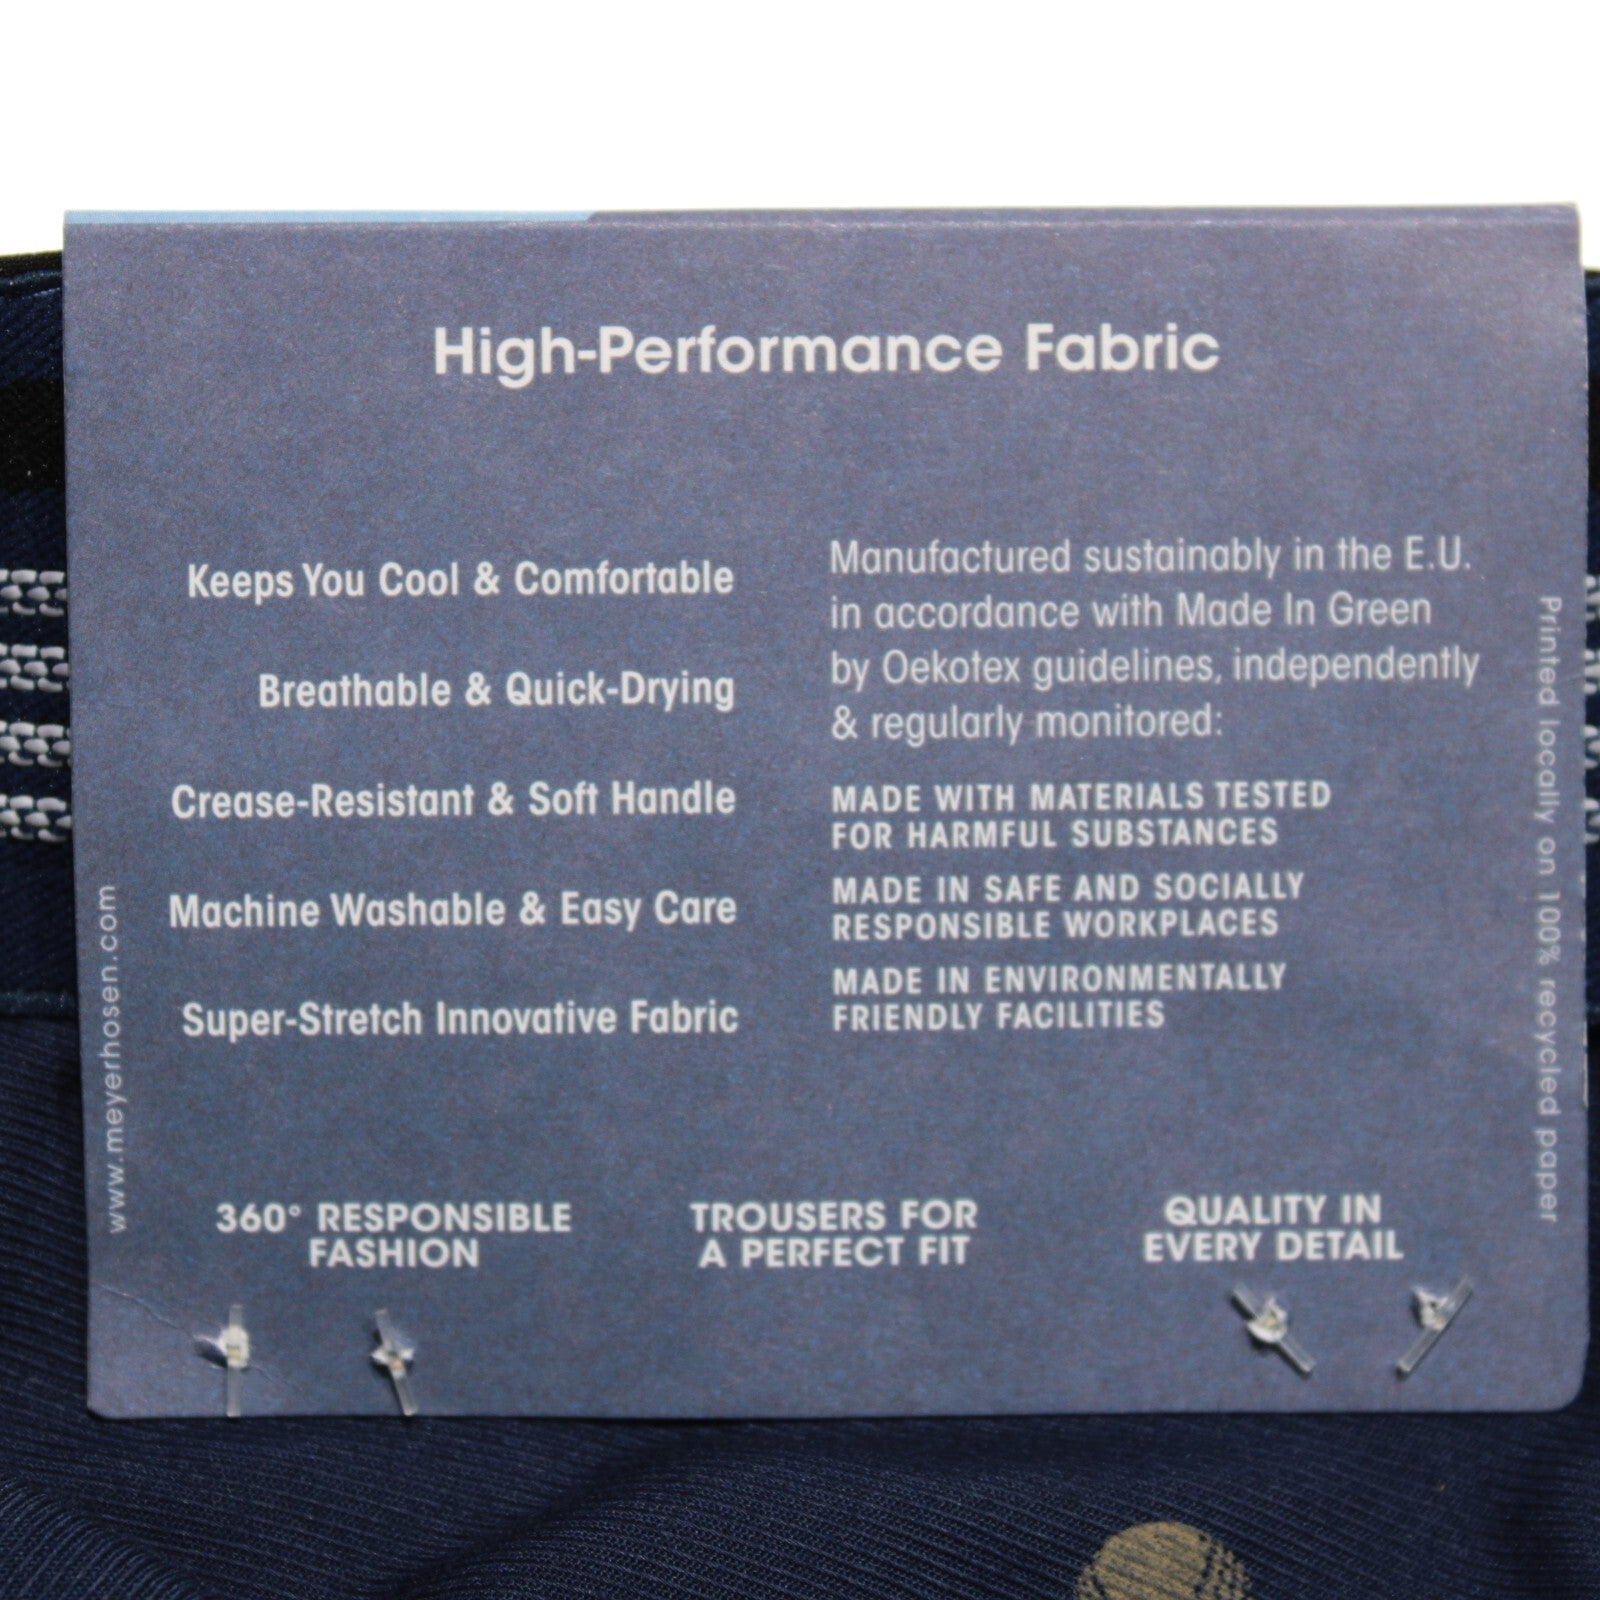 High-Performance Fabric
Keeps You Cool & Comfortable
Breathable & Quick-Drying
Crease-Resistant & Soft Handle
Machine Washable & Easy Care
Super-Stretch Innovative Fabric
Manufactured sustainably in the E.U.
in accordance with Made In Green
by Oekotex guidelines, independently
& regularly monitored:
MADE WITH MATERIALS TESTED
FOR HARMFUL SUBSTANCES
MADE IN SAFE AND SOCIALLY
RESPONSIBLE WORKPLACES
MADE IN ENVIRONMENTALLY
FRIENDLY FACILITIES
360° RESPONSIBLE
FASHION
TROUSERS FOR
A PERFECT FIT
QUALITY IN
EVERY DETAIL
www.meyerhosen.com
Printed locally on 100% recycled paper